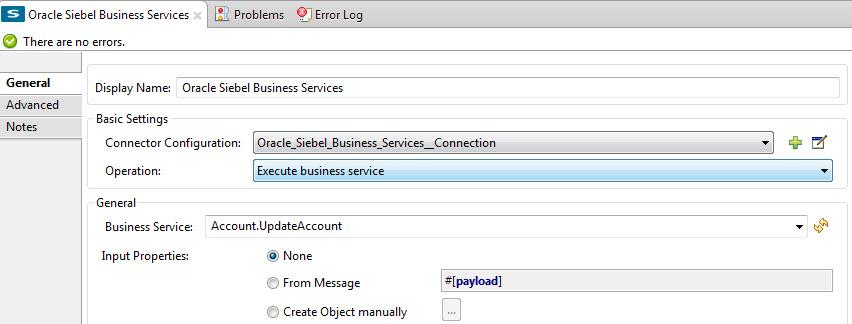 S Oracle Siebel Business Services Problems Error Log
There are no errors.
General
Display Name: Oracle Siebel Business Services
Advanced
Notes
Basic Settings
Connector Configuration: Oracle_Siebel_Business_Services__Connection
Operation: Execute business service
General
Business Service: Account.UpdateAccount
Input Properties: None
From Message #[payload]
Create Object manually ...